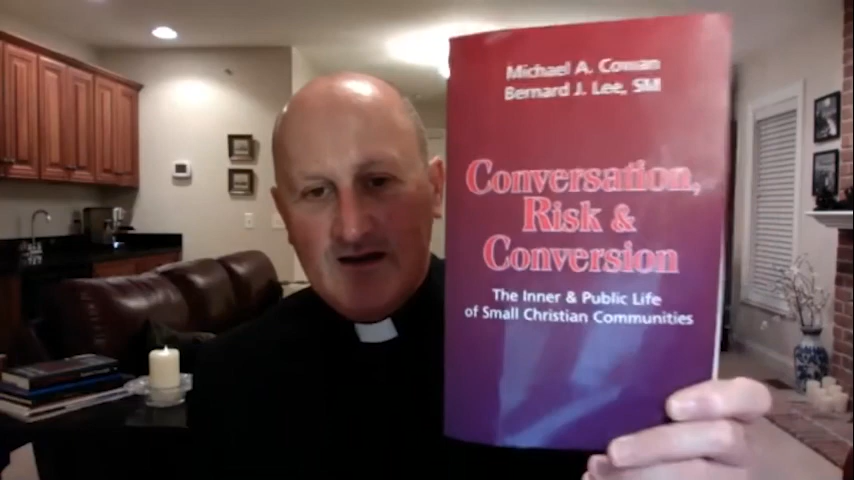 Michael A. Cowan
Bernard J. Lee, SM
Conversation,
Risk &
Conversion
The Inner & Public Life
of Small Christian Communities